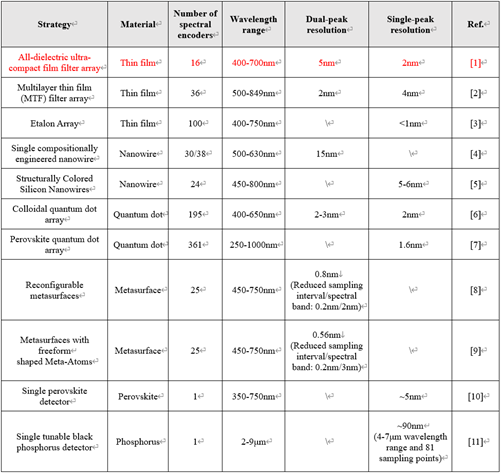 Strategy
Material
Number of
spectral
encoders
Wavelength
range
Dual-peak
resolution
Single-peak
resolution
Ref.
All-dielectric ultra-
compact film filter array
Thin film
16
400-700nm
5nm
2nm
[1]
Multilayer thin film
(MTF) filter array
Thin film
36
500-849nm
2nm
4nm
[2]
Etalon Array
Thin film
100
400-750nm
\
<1nm
[3]
Single compositionally
engineered nanowire
Nanowire
30/38
500-630nm
15nm
\
[4]
Structurally Colored
Silicon Nanowires
Nanowire
24
450-800nm
\
5-6nm
[5]
Colloidal quantum dot
array
Quantum dot
195
400-650nm
2-3nm
2nm
[6]
Perovskite quantum dot
array
Quantum dot
361
250-1000nm
\
1.6nm
[7]
Reconfigurable
metasurfaces
Metasurface
25
450-750nm
0.8nm↓
(Reduced sampling
interval/spectral
band: 0.2nm/2nm)
\
[8]
Metasurfaces with
freeform
shaped Meta-Atoms
Metasurface
25
450-750nm
0.56nm↓
(Reduced sampling
interval/spectral
band: 0.2nm/3nm)
\
[9]
Single perovskite
detector
Perovskite
1
350-750nm
\
~5nm
[10]
Single tunable black
phosphorus detector
Phosphorus
1
2-9μm
\
~90nm
(4-7μm wavelength
range and 81
sampling points)
[11]